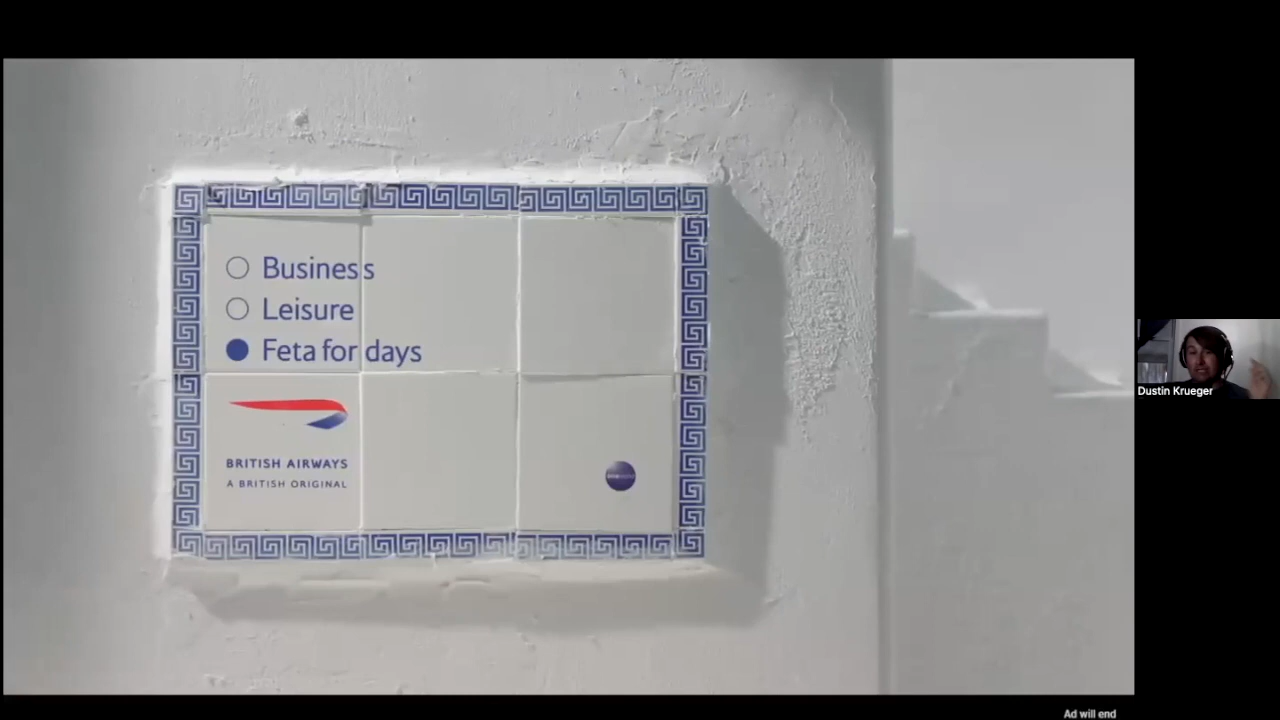 Business
Leisure
Feta for days
BRITISH AIRWAYS
A BRITISH ORIGINAL
Dustin Krueger
Ad will end